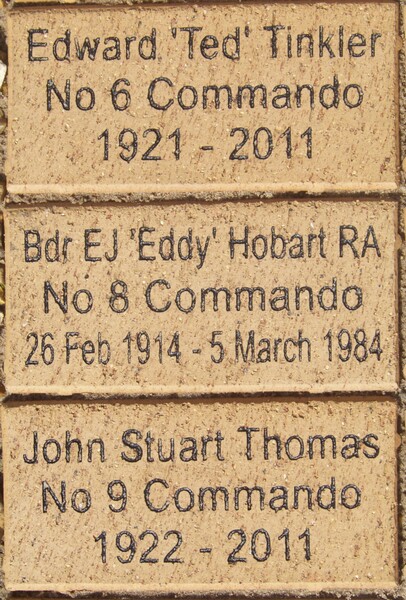 Edward 'Ted' Tinkler
No 6 Commando
1921 - 2011
Bdr EJ 'Eddy' Hobart RA
No 8 Commando
26 Feb 1914 - 5 March 1984
John Stuart Thomas
No 9 Commando
1922 - 2011